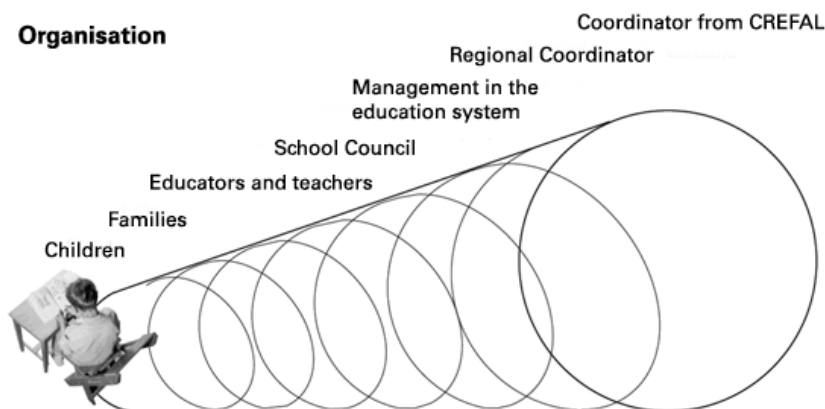 Organisation
Coordinator from CREFAL
Regional Coordinator
Management in the
education system
School Council
Educators and teachers
Families
Children